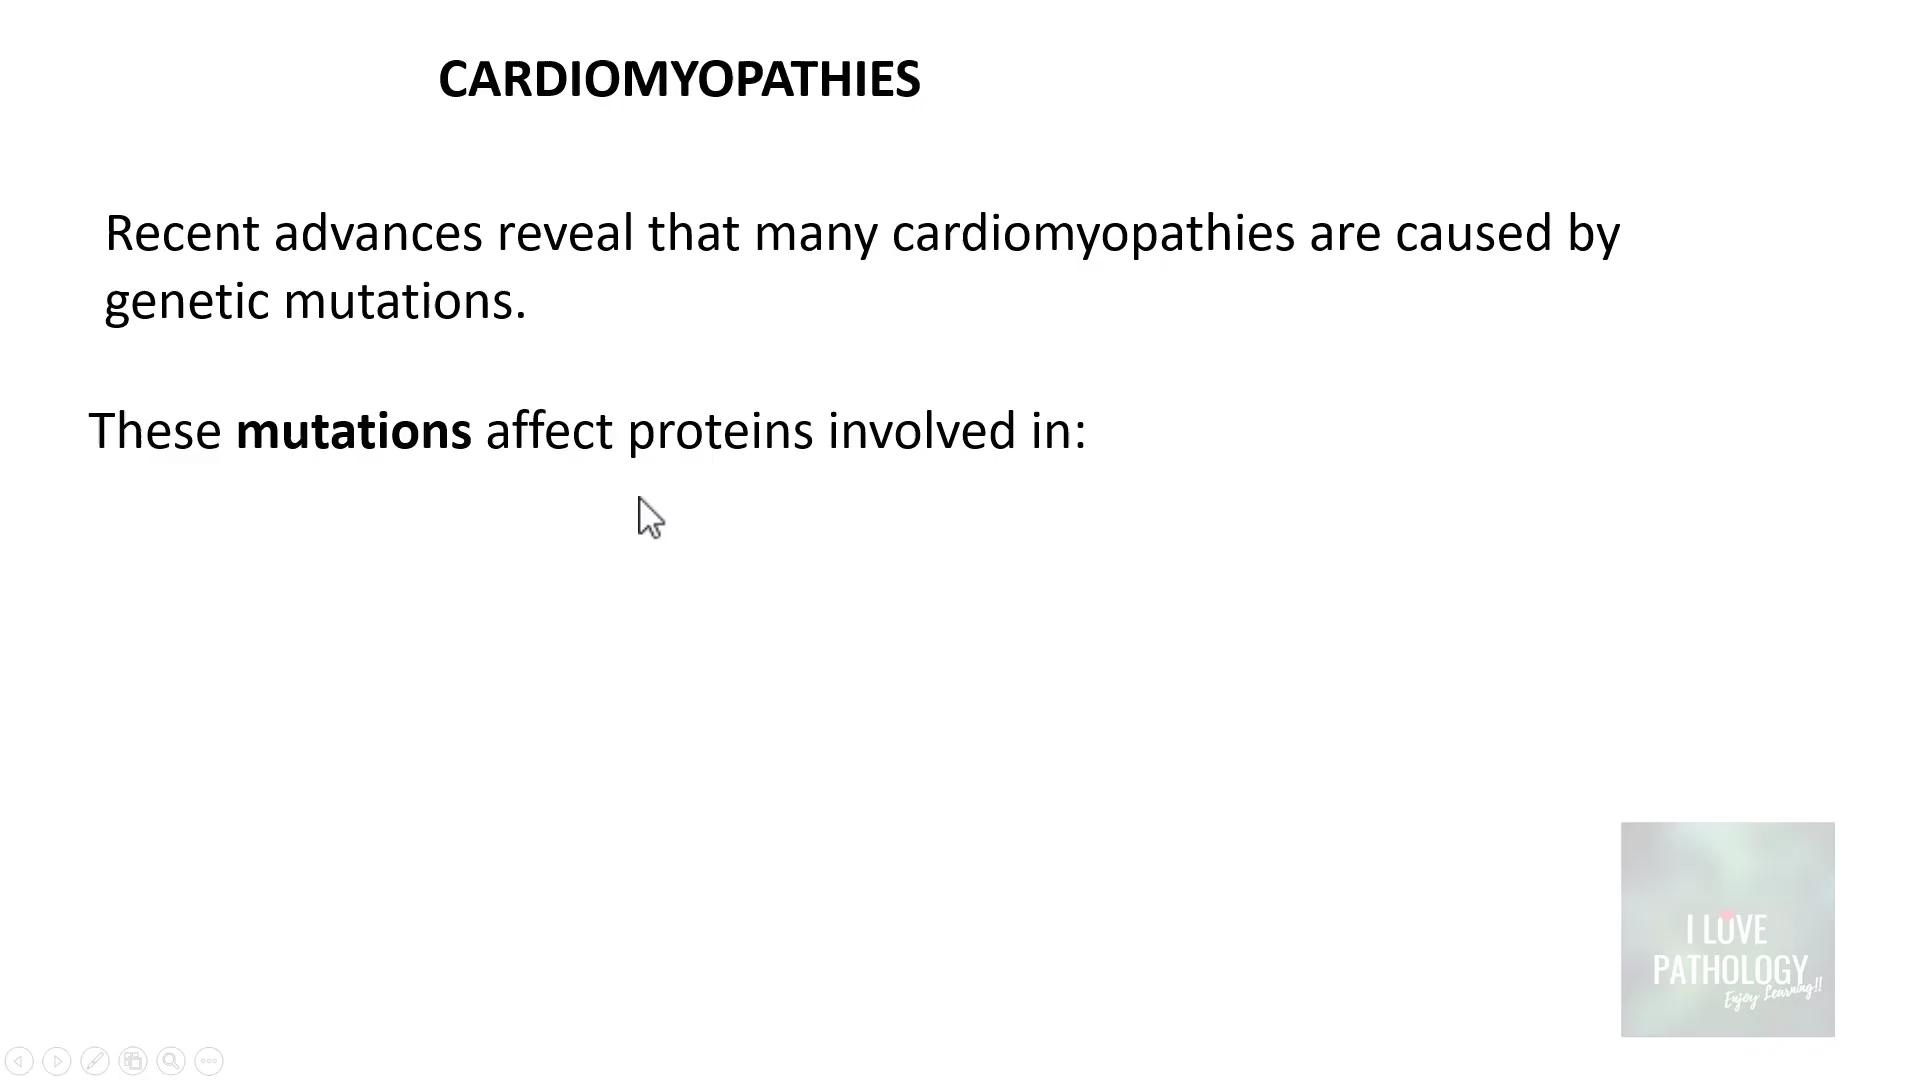 CARDIOMYOPATHIES
Recent advances reveal that many cardiomyopathies are caused by
genetic mutations.
These mutations affect proteins involved in:
I LOVE
PATHOLOGY
Enjoy Learning!!